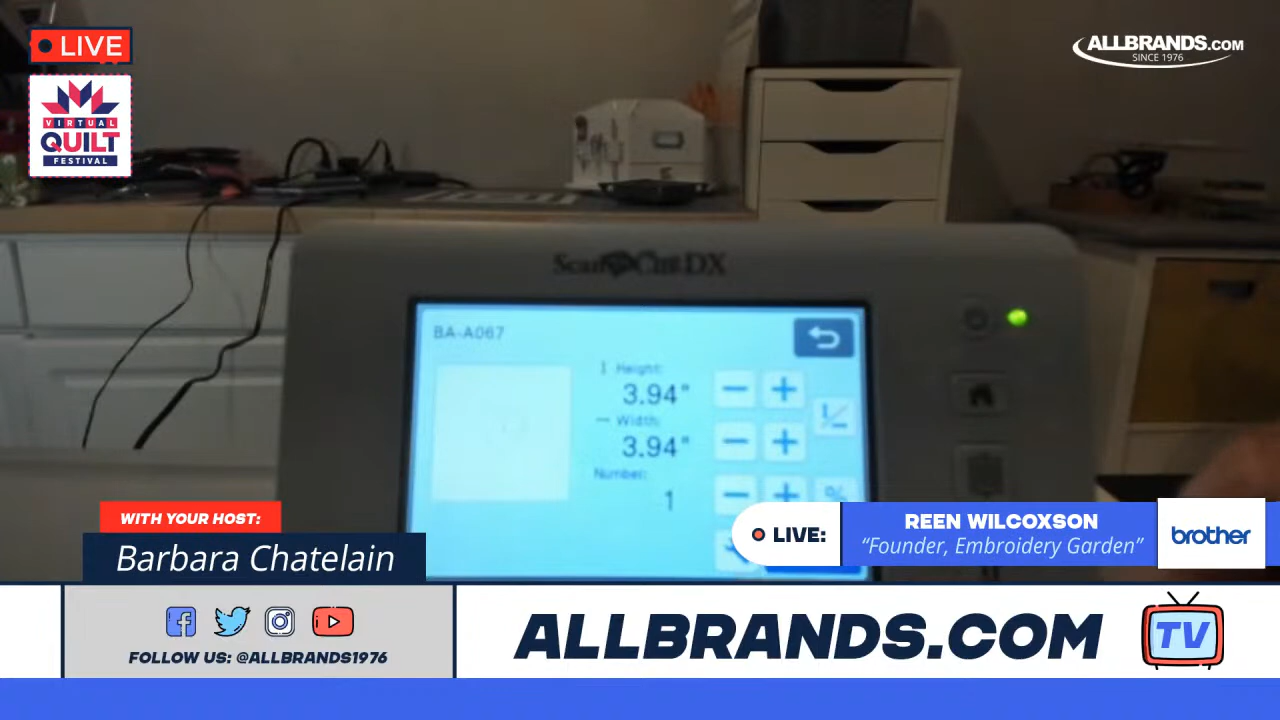 LIVE
ALLBRANDS.COM
SINCE 1976
VIRTUAL
QUILT
FESTIVAL
ScanNCut DX
BA-A067
Height:
3.94"
Width:
3.94"
Number:
1
WITH YOUR HOST:
Barbara Chatelain
LIVE:
REEN WILCOXSON
“Founder, Embroidery Garden”
brother
FOLLOW US: @ALLBRANDS1976
ALLBRANDS.COM
TV